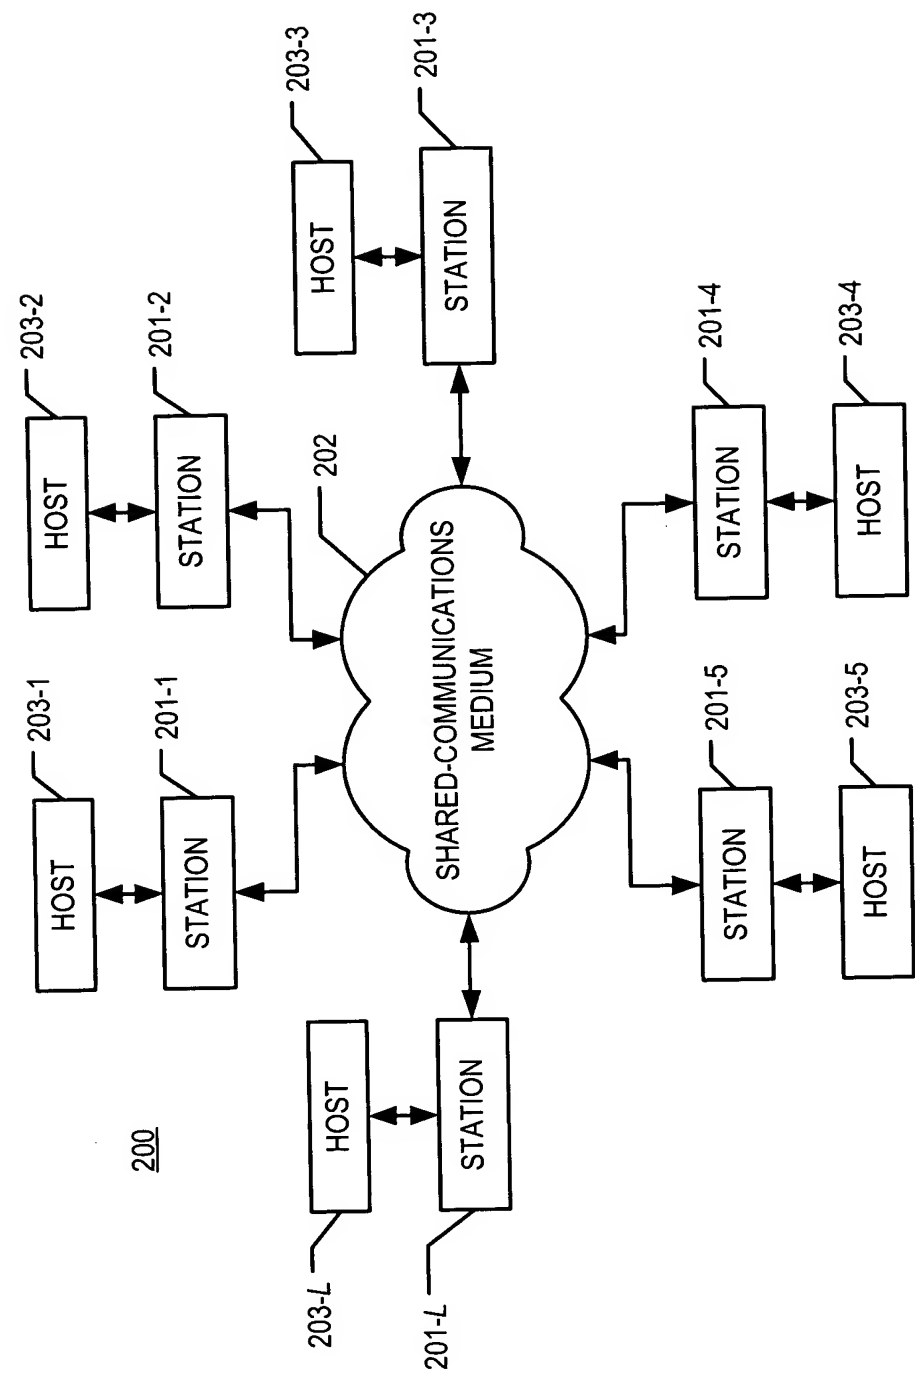 203-1
203-2
HOST
HOST
200
201-1
201-2
STATION
STATION
203-3
203-L
202
HOST
HOST
201-3
201-L
STATION
SHARED-COMMUNICATIONS
MEDIUM
STATION
201-5
201-4
STATION
STATION
203-5
203-4
HOST
HOST